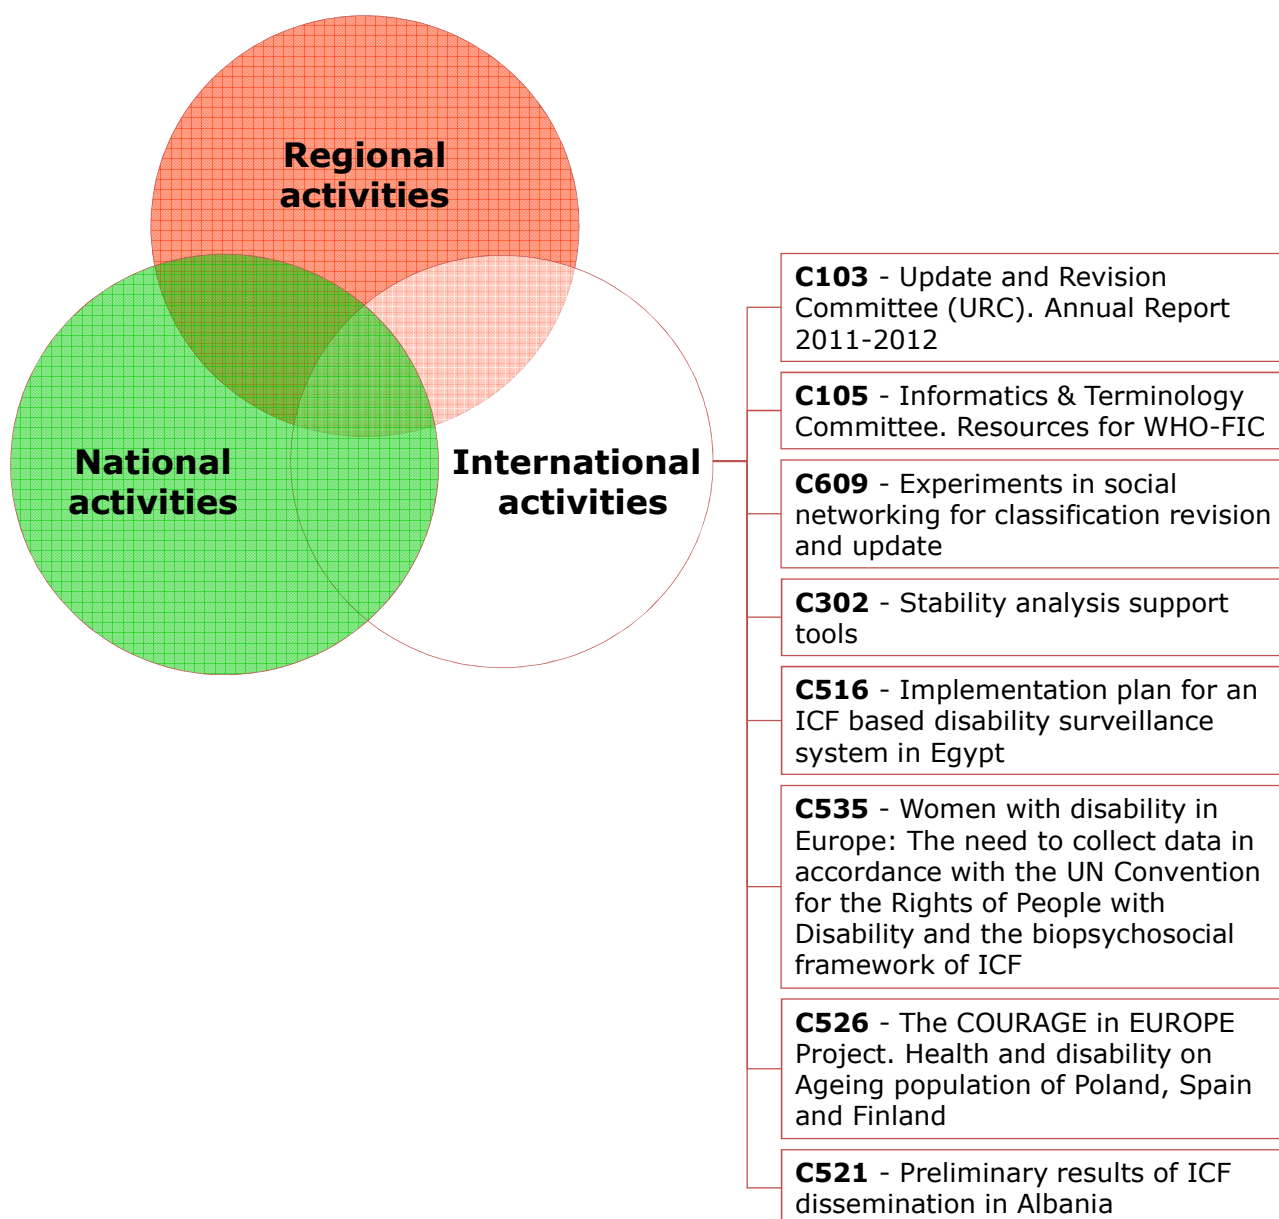 Regional
activities
National
activities
International
activities
C103 - Update and Revision
Committee (URC). Annual Report
2011-2012
C105 - Informatics & Terminology
Committee. Resources for WHO-FIC
C609 - Experiments in social
networking for classification revision
and update
C302 - Stability analysis support
tools
C516 - Implementation plan for an
ICF based disability surveillance
system in Egypt
C535 - Women with disability in
Europe: The need to collect data in
accordance with the UN Convention
for the Rights of People with
Disability and the biopsychosocial
framework of ICF
C526 - The COURAGE in EUROPE
Project. Health and disability on
Ageing population of Poland, Spain
and Finland
C521 - Preliminary results of ICF
dissemination in Albania